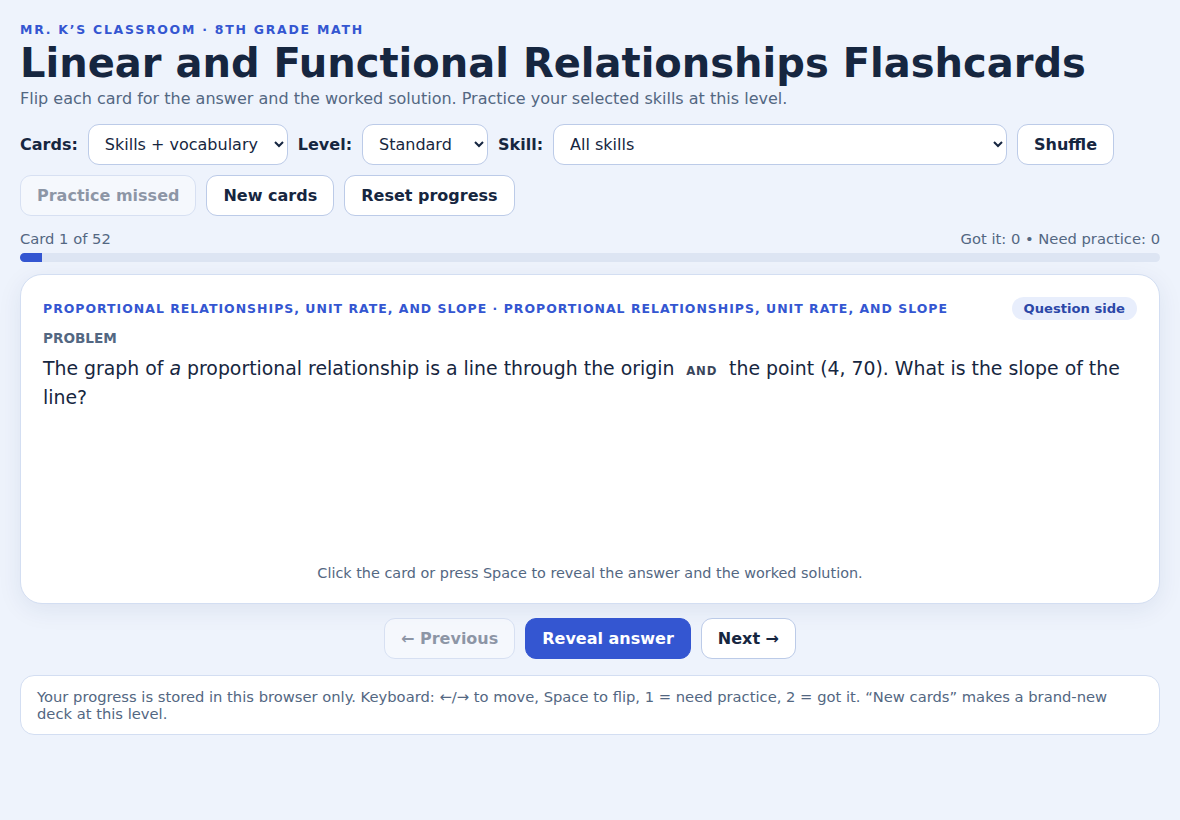 MR. K’S CLASSROOM · 8TH GRADE MATH
Linear and Functional Relationships Flashcards
Flip each card for the answer and the worked solution. Practice your selected skills at this level.
Cards: Skills + vocabulary Level: Standard Skill: All skills Shuffle
Practice missed New cards Reset progress
Card 1 of 52 Got it: 0 • Need practice: 0
PROPORTIONAL RELATIONSHIPS, UNIT RATE, AND SLOPE · PROPORTIONAL RELATIONSHIPS, UNIT RATE, AND SLOPE Question side
PROBLEM
The graph of a proportional relationship is a line through the origin AND the point (4, 70). What is the slope of the
line?
Click the card or press Space to reveal the answer and the worked solution.
← Previous Reveal answer Next →
Your progress is stored in this browser only. Keyboard: ←/→ to move, Space to flip, 1 = need practice, 2 = got it. “New cards” makes a brand-new
deck at this level.